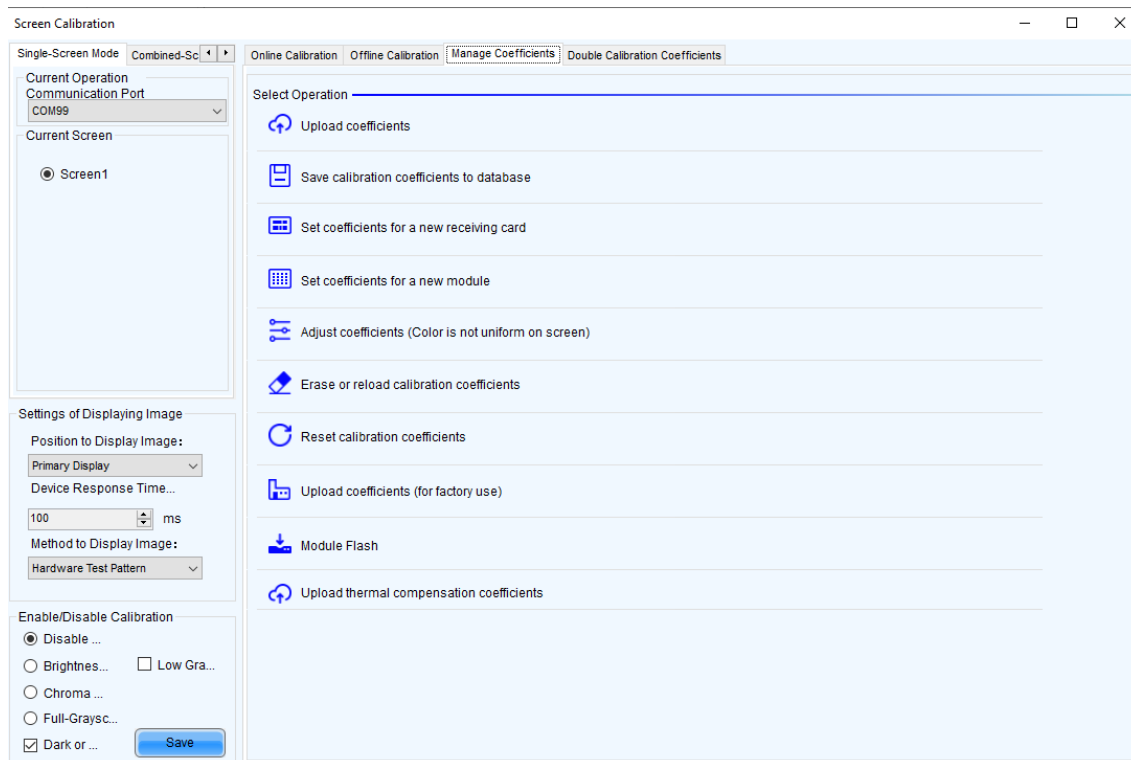 Screen Calibration
Single-Screen Mode
Combined-Sc
Online Calibration
Offline Calibration
Manage Coefficients
Double Calibration Coefficients
Current Operation
Communication Port
COM99
Current Screen
Screen1
Settings of Displaying Image
Position to Display Image:
Primary Display
Device Response Time...
100
ms
Method to Display Image:
Hardware Test Pattern
Enable/Disable Calibration
Disable ...
Brightnes...
Low Gra...
Chroma ...
Full-Graysc...
Dark or ...
Save
Select Operation
Upload coefficients
Save calibration coefficients to database
Set coefficients for a new receiving card
Set coefficients for a new module
Adjust coefficients (Color is not uniform on screen)
Erase or reload calibration coefficients
Reset calibration coefficients
Upload coefficients (for factory use)
Module Flash
Upload thermal compensation coefficients